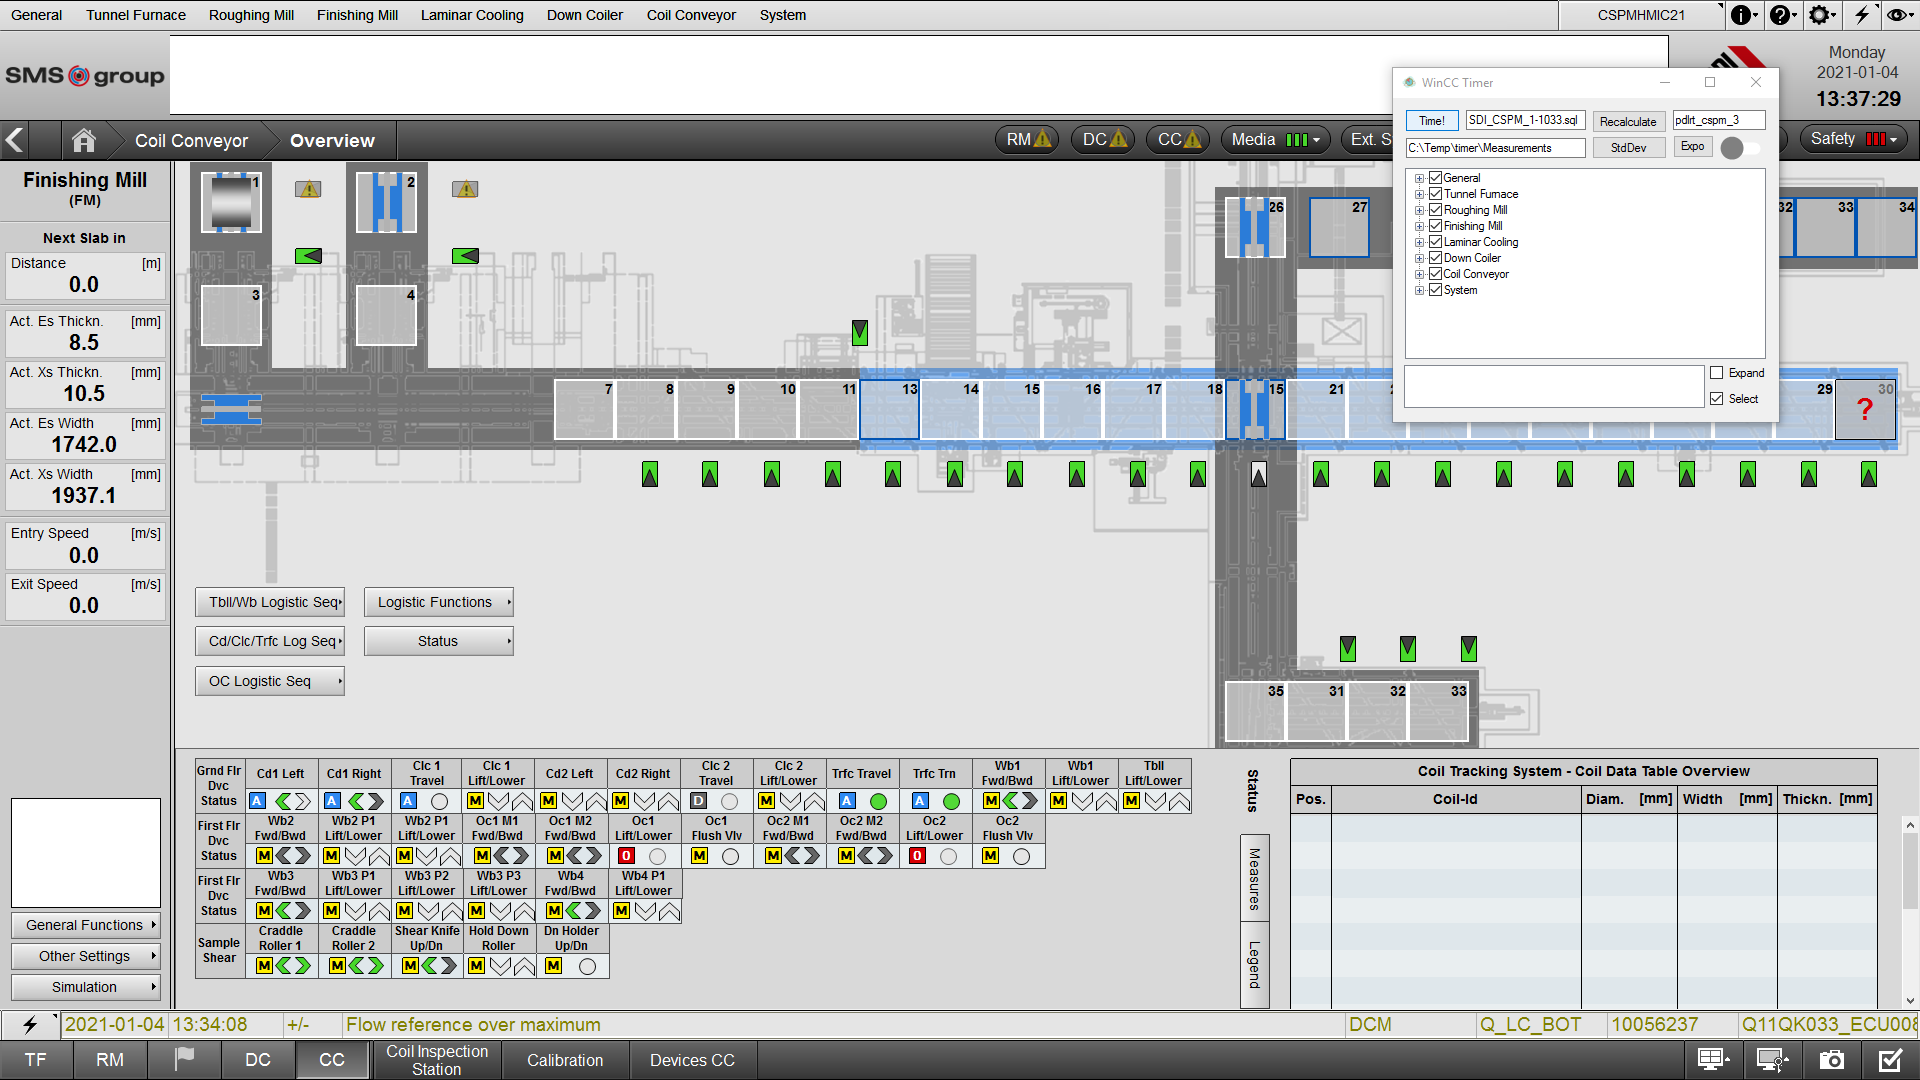 General Tunnel Furnace Roughing Mill Finishing Mill Laminar Cooling Down Coiler Coil Conveyor System CSPMHMIC21
SMS group
Monday
2021-01-04
13:37:29
Coil Conveyor Overview RM DC CC Media Ext. S Safety
WinCC Timer
Time! SDI_CSPM_1-1033.sql Recalculate pdlrt_cspm_3
C:\Temp\timer\Measurements StdDev Expo
General
Tunnel Furnace
Roughing Mill
Finishing Mill
Laminar Cooling
Down Coiler
Coil Conveyor
System
Expand
Select
Finishing Mill
(FM)
Next Slab in
Distance [m]
0.0
Act. Es Thickn. [mm]
8.5
Act. Xs Thickn. [mm]
10.5
Act. Es Width [mm]
1742.0
Act. Xs Width [mm]
1937.1
Entry Speed [m/s]
0.0
Exit Speed [m/s]
0.0
General Functions
Other Settings
Simulation
1 2 26 27 32 33 34
3 4
7 8 9 10 11 13 14 15 16 17 18 15 21 29 30
?
35 31 32 33
Tbll/Wb Logistic Seq Logistic Functions
Cd/Clc/Trfc Log Seq Status
OC Logistic Seq
Grnd Flr Dvc Status
Cd1 Left Cd1 Right Clc 1 Travel Clc 1 Lift/Lower Cd2 Left Cd2 Right Clc 2 Travel Clc 2 Lift/Lower Trfc Travel Trfc Trn Wb1 Fwd/Bwd Wb1 Lift/Lower Tbll Lift/Lower
A A A M M M D M A A M M M
First Flr Dvc Status
Wb2 Fwd/Bwd Wb2 P1 Lift/Lower Wb2 P1 Lift/Lower Oc1 M1 Fwd/Bwd Oc1 M2 Fwd/Bwd Oc1 Lift/Lower Oc1 Flush Vlv Oc2 M1 Fwd/Bwd Oc2 M2 Fwd/Bwd Oc2 Lift/Lower Oc2 Flush Vlv
M M M M M 0 M M M 0 M
First Flr Dvc Status
Wb3 Fwd/Bwd Wb3 P1 Lift/Lower Wb3 P2 Lift/Lower Wb3 P3 Lift/Lower Wb4 Fwd/Bwd Wb4 P1 Lift/Lower
M M M M M M
Sample Shear
Craddle Roller 1 Craddle Roller 2 Shear Knife Up/Dn Hold Down Roller Dn Holder Up/Dn
M M M M M
Status
Measures
Legend
Coil Tracking System - Coil Data Table Overview
Pos. Coil-Id Diam. [mm] Width [mm] Thickn. [mm]
2021-01-04 13:34:08 +/- Flow reference over maximum DCM Q_LC_BOT 10056237 Q11QK033_ECU008
TF RM DC CC Coil Inspection Station Calibration Devices CC